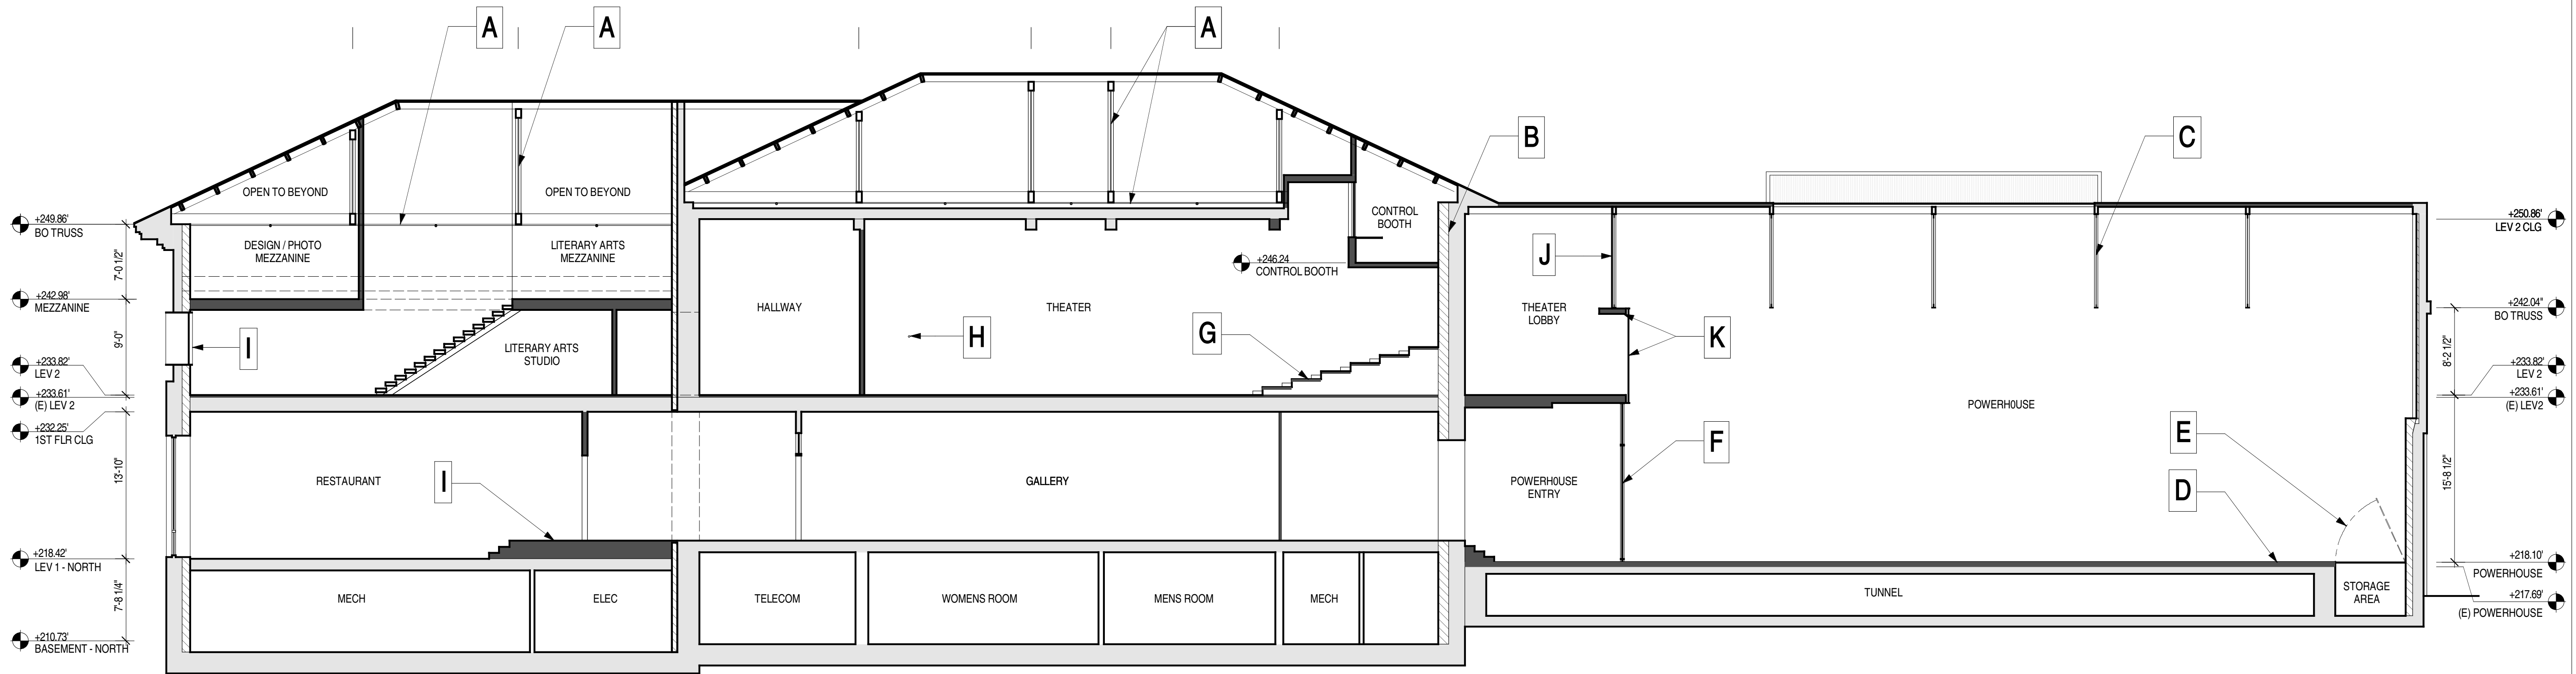 A
A
A
B
C
OPEN TO BEYOND
OPEN TO BEYOND
+249.86'
BO TRUSS
CONTROL
BOOTH
+250.86'
LEV 2 CLG
DESIGN / PHOTO
MEZZANINE
LITERARY ARTS
MEZZANINE
7'-0 1/2"
+246.24
CONTROL BOOTH
J
+242.98'
MEZZANINE
HALLWAY
THEATER
THEATER
LOBBY
+242.04"
BO TRUSS
I
9'-0"
LITERARY ARTS
STUDIO
H
G
K
8'-2 1/2"
+233.82'
LEV 2
+233.82'
LEV 2
+233.61'
(E) LEV 2
+233.61'
(E) LEV2
POWERH0USE
+232.25'
1ST FLR CLG
F
E
13'-10"
RESTAURANT
I
GALLERY
POWERH0USE
ENTRY
D
15'-8 1/2"
+218.42'
LEV 1 - NORTH
+218.10'
POWERHOUSE
7'-8 1/4"
MECH
ELEC
TELECOM
WOMENS ROOM
MENS ROOM
MECH
TUNNEL
STORAGE
AREA
+217.69'
(E) POWERHOUSE
+210.73'
BASEMENT - NORTH